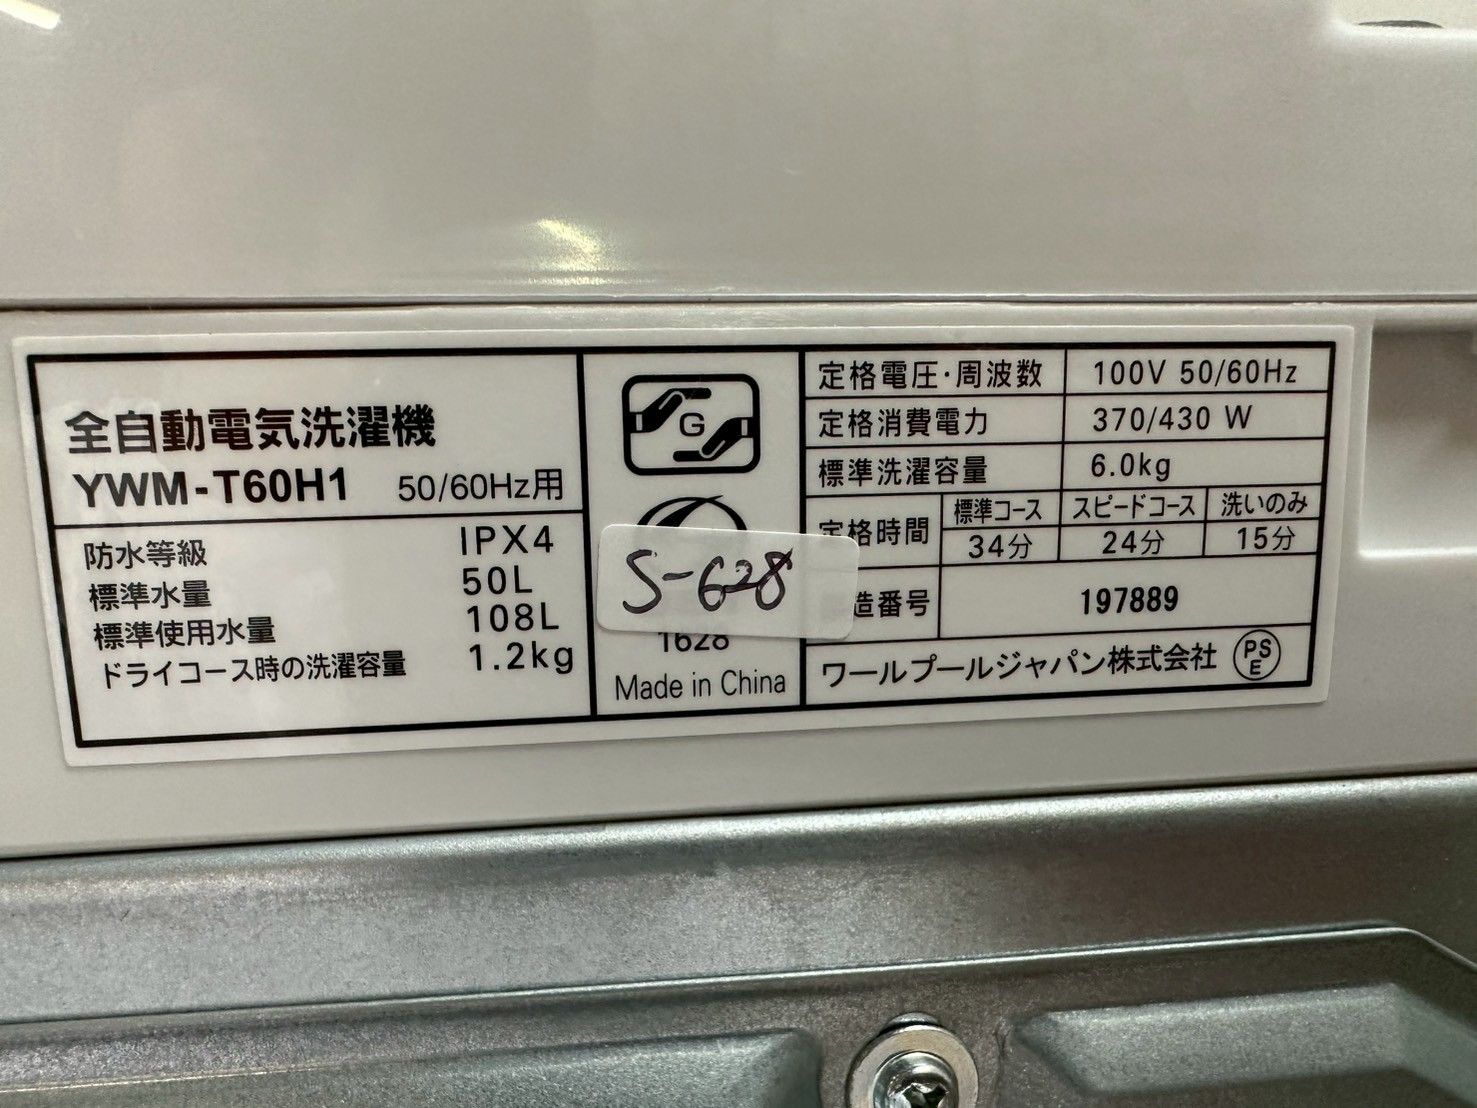 全自動電気洗濯機
YWM-T60H1 50/60Hz用
防水等級 IPX4
標準水量 50L
標準使用水量 108L
ドライコース時の洗濯容量 1.2kg
G
S-628
1628
Made in China
定格電圧・周波数 100V 50/60Hz
定格消費電力 370/430 W
標準洗濯容量 6.0kg
定格時間 標準コース スピードコース 洗いのみ
34分 24分 15分
造番号 197889
ワールプールジャパン株式会社 PSE